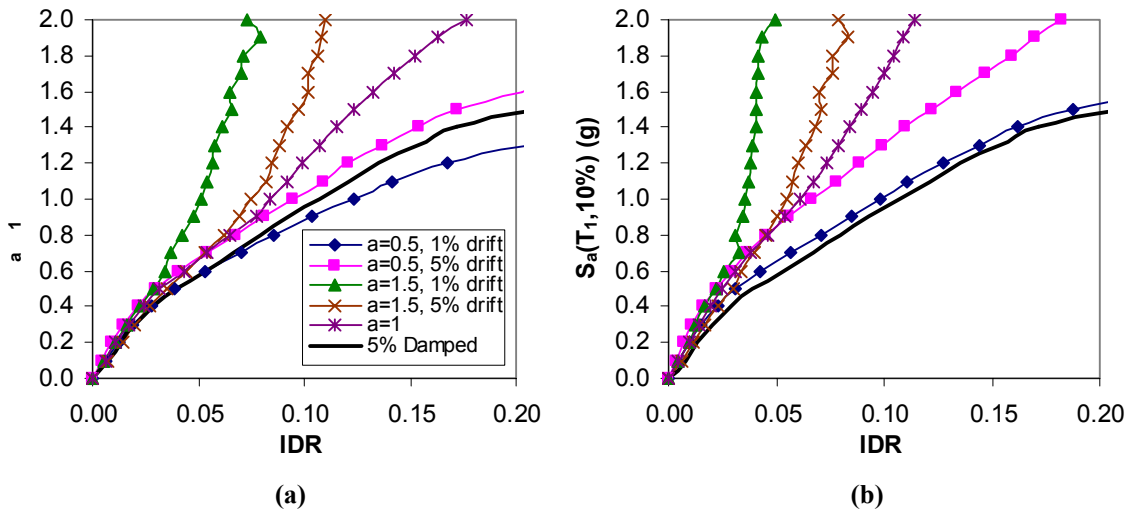 2.0
1.8
1.6
1.4
1.2
1.0
0.8
0.6
0.4
0.2
0.0
a 1
0.00 0.05 0.10 0.15 0.20
IDR
a=0.5, 1% drift
a=0.5, 5% drift
a=1.5, 1% drift
a=1.5, 5% drift
a=1
5% Damped
(a)
2.0
1.8
1.6
1.4
1.2
1.0
0.8
0.6
0.4
0.2
0.0
Sa(T1,10%) (g)
0.00 0.05 0.10 0.15 0.20
IDR
(b)